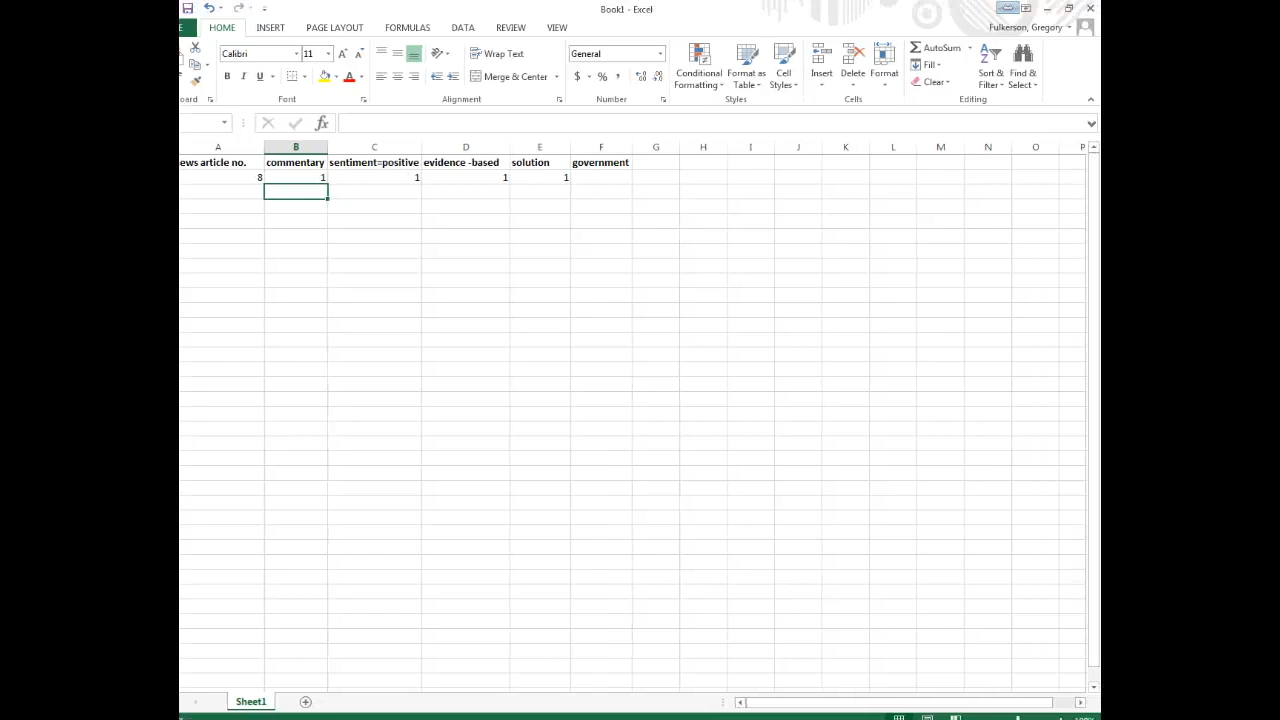 Book1 - Excel
E HOME INSERT PAGE LAYOUT FORMULAS DATA REVIEW VIEW Fulkerson, Gregory
Calibri 11 Wrap Text General AutoSum
B I U A Merge & Center $ % , Conditional Formatting Format as Table Cell Styles Insert Delete Format Fill Sort & Filter Find & Select
Clear
oard Font Alignment Number Styles Cells Editing
fx
A B C D E F G H I J K L M N O P
ews article no. commentary sentiment=positive evidence -based solution government
8 1 1 1 1
Sheet1